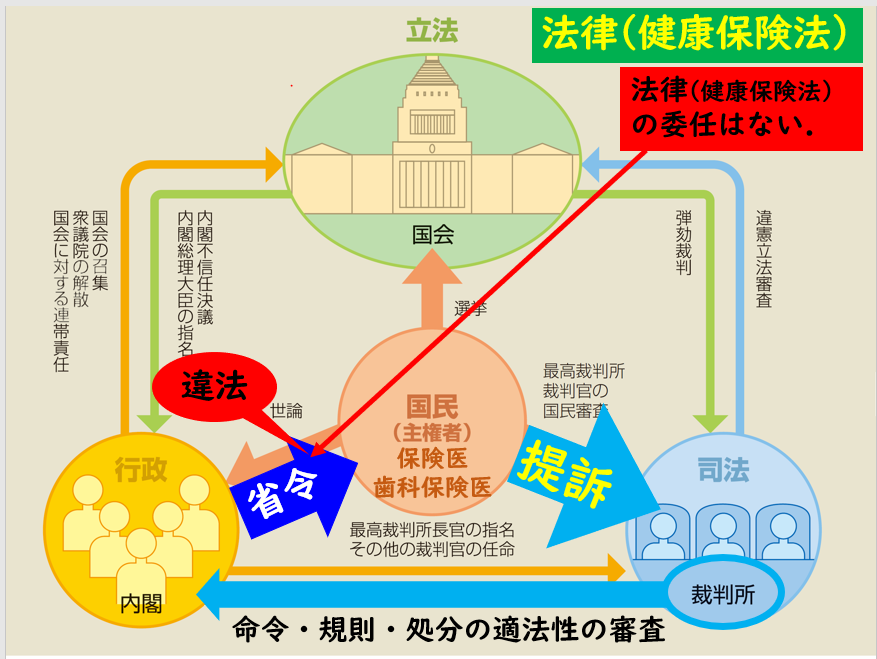 立法
法律(健康保険法)
法律(健康保険法)
の委任はない.
国会
国会の召集
衆議院の解散
国会に対する連帯責任
内閣不信任決議
内閣総理大臣の指名
弾劾裁判
違憲立法審査
選挙
違法
世論
最高裁判所
裁判官の
国民審査
国民
(主権者)
保険医
歯科保険医
行政
省令
提訴
司法
最高裁判所長官の指名
その他の裁判官の任命
内閣
裁判所
命令・規則・処分の適法性の審査